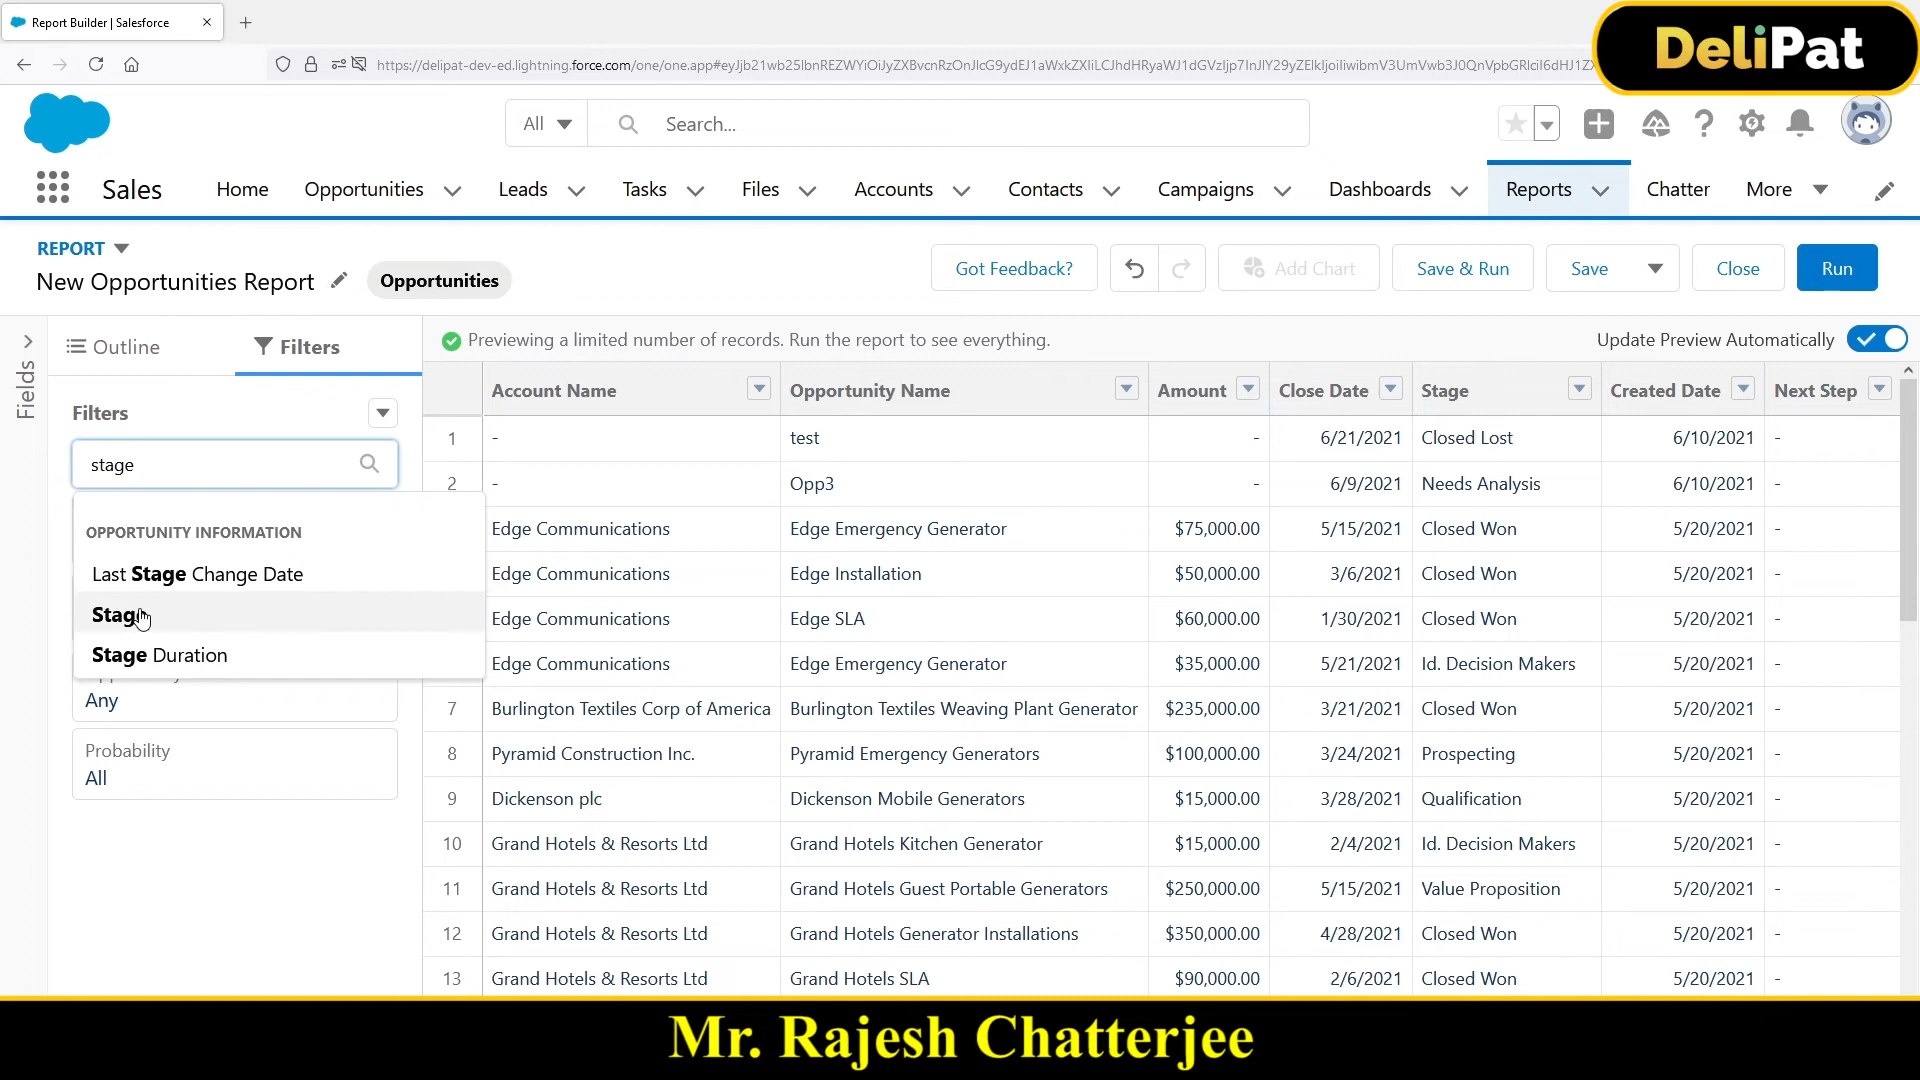 Report Builder | Salesforce
DeliPat
https://delipat-dev-ed.lightning.force.com/one/one.app#eyJjb21wb25lbnREZWYiOiJyZXBvcnRzOnJlcG9ydEJ1aWxkZXIiLCJhdHRyaWJ1dGVzIjp7InJlY29yZElkIjoiIiwibmV3UmVwb3J0QnVpbGRlciI6dHJ1ZX
All
Search...
Sales
Home
Opportunities
Leads
Tasks
Files
Accounts
Contacts
Campaigns
Dashboards
Reports
Chatter
More
REPORT
New Opportunities Report
Opportunities
Got Feedback?
Add Chart
Save & Run
Save
Close
Run
Fields
Outline
Filters
Previewing a limited number of records. Run the report to see everything.
Update Preview Automatically
Filters
stage
OPPORTUNITY INFORMATION
Last Stage Change Date
Stage
Stage Duration
Any
Probability
All
Account Name Opportunity Name Amount Close Date Stage Created Date Next Step
1 - test - 6/21/2021 Closed Lost 6/10/2021 -
2 - Opp3 - 6/9/2021 Needs Analysis 6/10/2021 -
Edge Communications Edge Emergency Generator $75,000.00 5/15/2021 Closed Won 5/20/2021 -
Edge Communications Edge Installation $50,000.00 3/6/2021 Closed Won 5/20/2021 -
Edge Communications Edge SLA $60,000.00 1/30/2021 Closed Won 5/20/2021 -
Edge Communications Edge Emergency Generator $35,000.00 5/21/2021 Id. Decision Makers 5/20/2021 -
7 Burlington Textiles Corp of America Burlington Textiles Weaving Plant Generator $235,000.00 3/21/2021 Closed Won 5/20/2021 -
8 Pyramid Construction Inc. Pyramid Emergency Generators $100,000.00 3/24/2021 Prospecting 5/20/2021 -
9 Dickenson plc Dickenson Mobile Generators $15,000.00 3/28/2021 Qualification 5/20/2021 -
10 Grand Hotels & Resorts Ltd Grand Hotels Kitchen Generator $15,000.00 2/4/2021 Id. Decision Makers 5/20/2021 -
11 Grand Hotels & Resorts Ltd Grand Hotels Guest Portable Generators $250,000.00 5/15/2021 Value Proposition 5/20/2021 -
12 Grand Hotels & Resorts Ltd Grand Hotels Generator Installations $350,000.00 4/28/2021 Closed Won 5/20/2021 -
13 Grand Hotels & Resorts Ltd Grand Hotels SLA $90,000.00 2/6/2021 Closed Won 5/20/2021 -
Mr. Rajesh Chatterjee